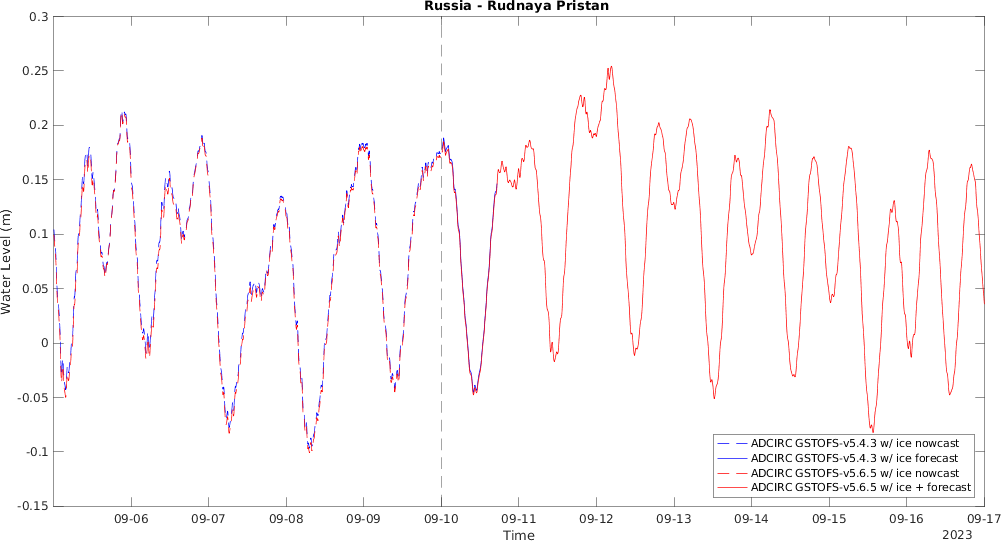 Russia - Rudnaya Pristan
0.3
0.25
0.2
0.15
0.1
0.05
0
-0.05
-0.1
-0.15
Water Level (m)
09-06 09-07 09-08 09-09 09-10 09-11 09-12 09-13 09-14 09-15 09-16 09-17
Time
2023
ADCIRC GSTOFS-v5.4.3 w/ ice nowcast
ADCIRC GSTOFS-v5.4.3 w/ ice forecast
ADCIRC GSTOFS-v5.6.5 w/ ice nowcast
ADCIRC GSTOFS-v5.6.5 w/ ice + forecast